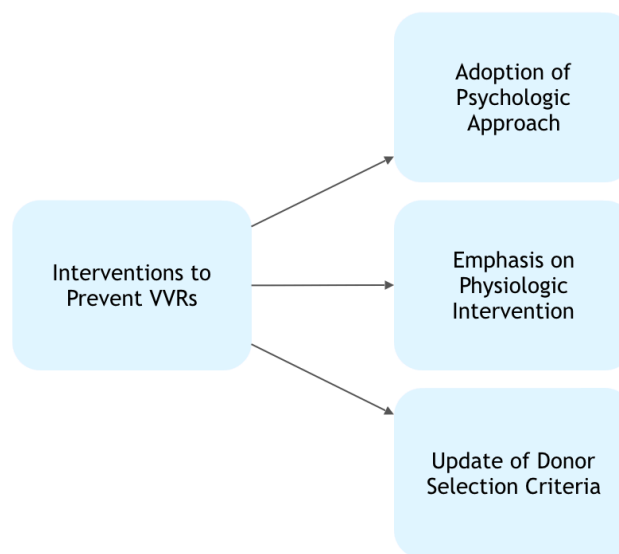 Adoption of
Psychologic
Approach
Interventions to
Prevent VVRs
Emphasis on
Physiologic
Intervention
Update of Donor
Selection Criteria